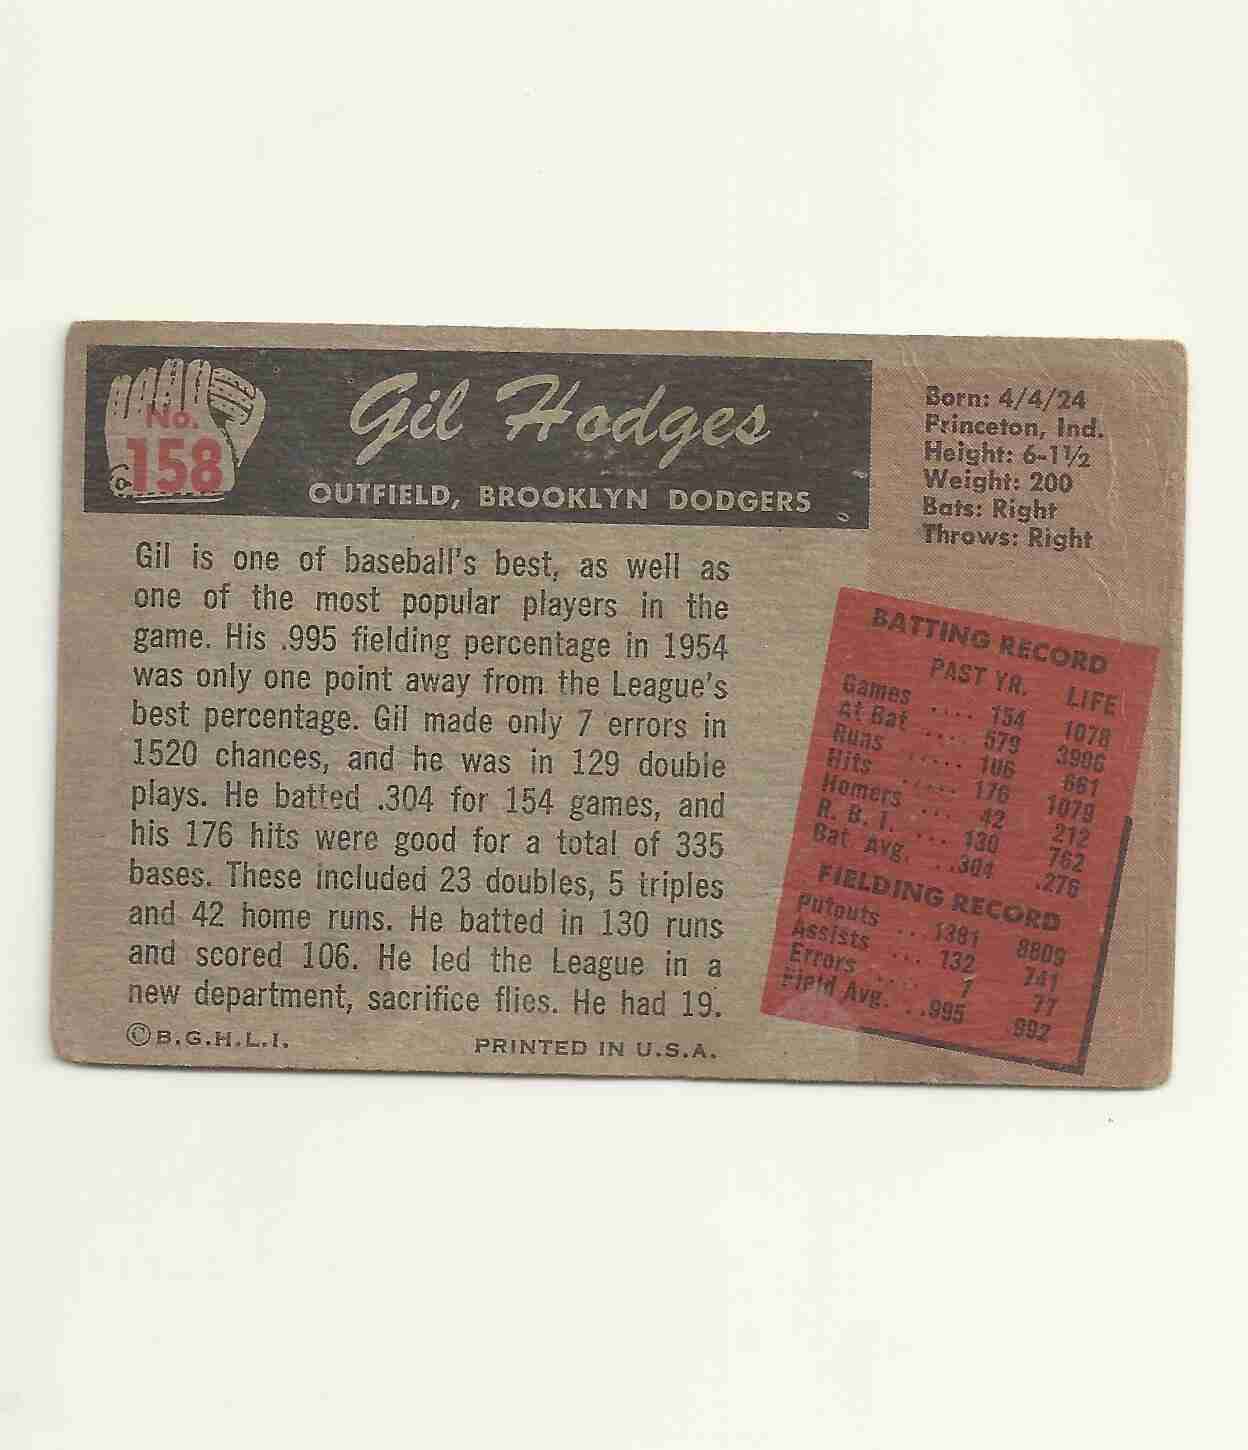 No.
158
Gil Hodges
OUTFIELD, BROOKLYN DODGERS
Born: 4/4/24
Princeton, Ind.
Height: 6-1½
Weight: 200
Bats: Right
Throws: Right
Gil is one of baseball's best, as well as
one of the most popular players in the
game. His .995 fielding percentage in 1954
was only one point away from the League's
best percentage. Gil made only 7 errors in
1520 chances, and he was in 129 double
plays. He batted .304 for 154 games, and
his 176 hits were good for a total of 335
bases. These included 23 doubles, 5 triples
and 42 home runs. He batted in 130 runs
and scored 106. He led the League in a
new department, sacrifice flies. He had 19.
BATTING RECORD
PAST YR. LIFE
Games .... 154 1078
At Bat .... 579 3906
Runs ..... 106 661
Hits .... 176 1079
Homers ... 42 212
R. B. I. ... 130 762
Bat. Avg. ..304 .276
FIELDING RECORD
Putouts ... 1381 8809
Assists ... 132 741
Errors .... 7 77
Field Avg. ..995 .992
©B.G.H.L.I.
PRINTED IN U.S.A.